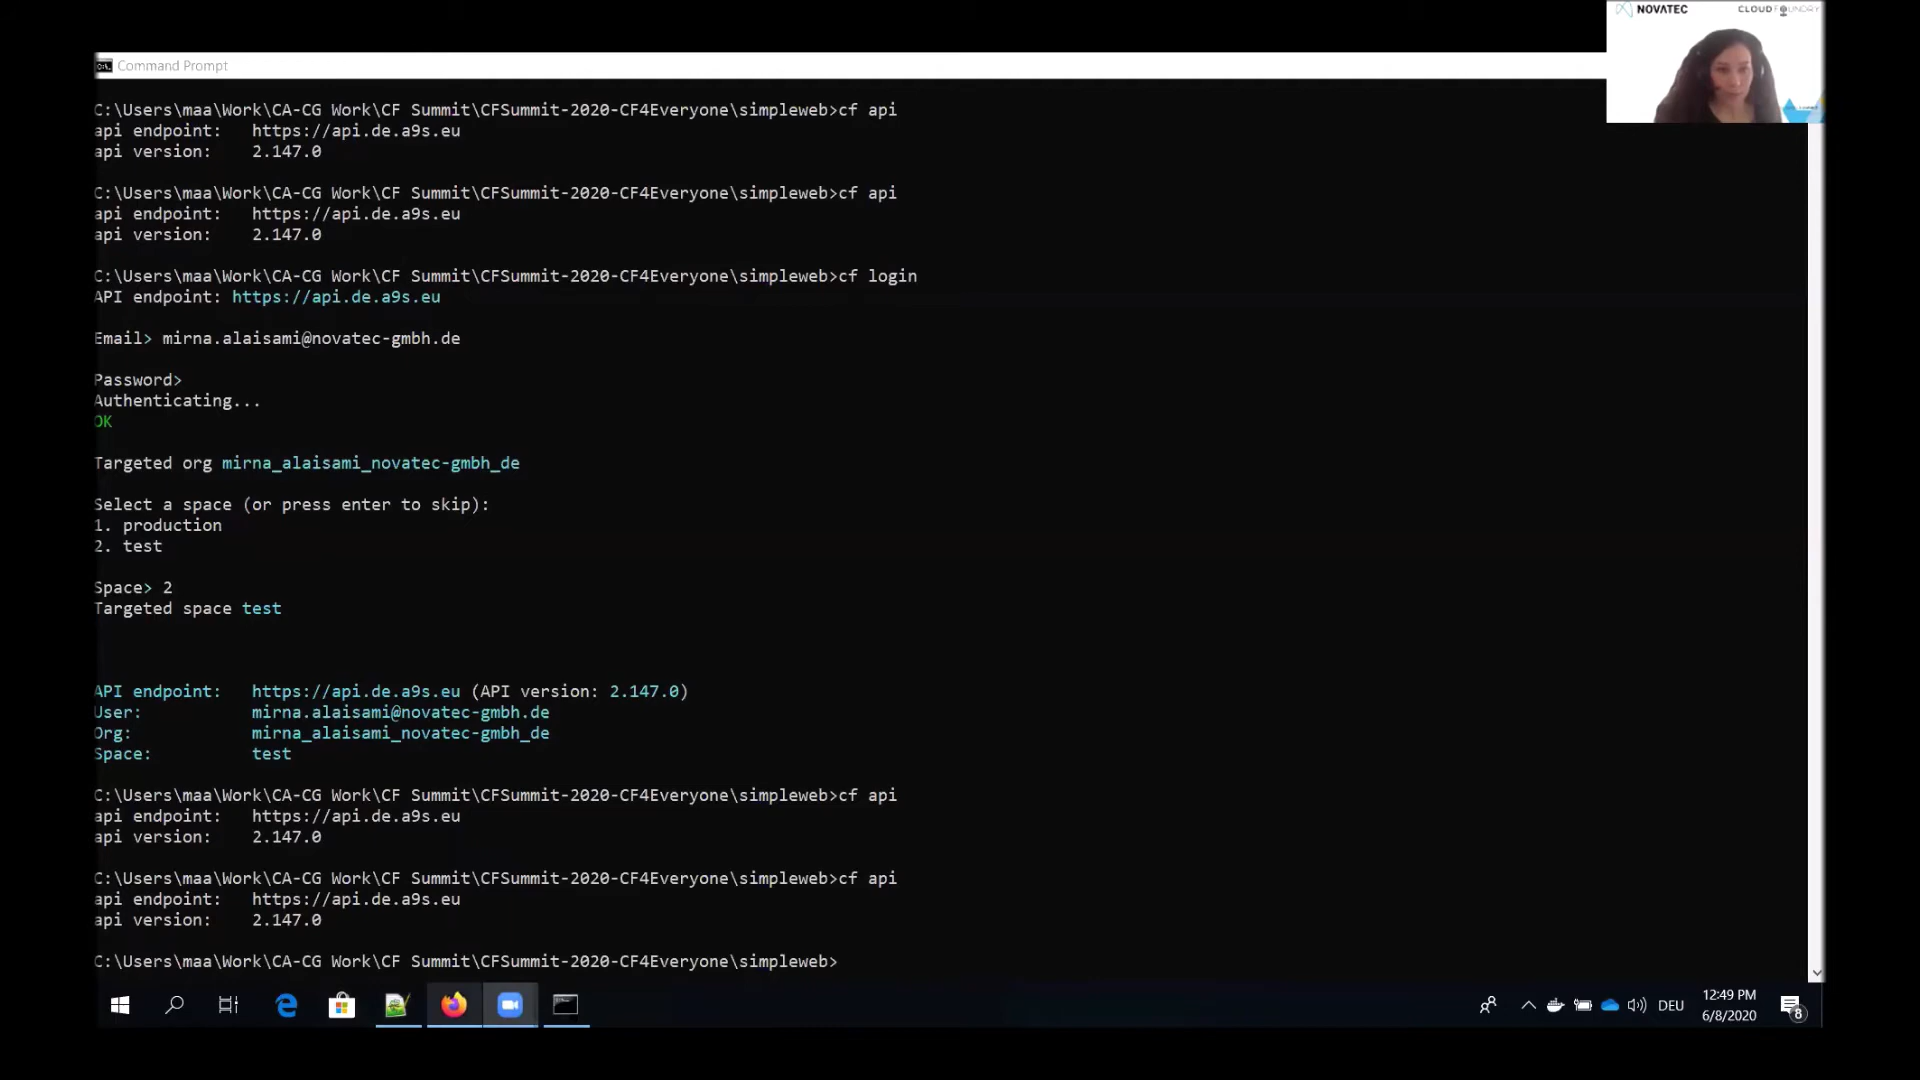 NOVATEC
CLOUD FOUNDRY
Command Prompt
C:\Users\maa\Work\CA-CG Work\CF Summit\CFSummit-2020-CF4Everyone\simpleweb>cf api
api endpoint: https://api.de.a9s.eu
api version: 2.147.0
C:\Users\maa\Work\CA-CG Work\CF Summit\CFSummit-2020-CF4Everyone\simpleweb>cf api
api endpoint: https://api.de.a9s.eu
api version: 2.147.0
C:\Users\maa\Work\CA-CG Work\CF Summit\CFSummit-2020-CF4Everyone\simpleweb>cf login
API endpoint: https://api.de.a9s.eu
Email> mirna.alaisami@novatec-gmbh.de
Password>
Authenticating...
OK
Targeted org mirna_alaisami_novatec-gmbh_de
Select a space (or press enter to skip):
1. production
2. test
Space> 2
Targeted space test
API endpoint: https://api.de.a9s.eu (API version: 2.147.0)
User: mirna.alaisami@novatec-gmbh.de
Org: mirna_alaisami_novatec-gmbh_de
Space: test
C:\Users\maa\Work\CA-CG Work\CF Summit\CFSummit-2020-CF4Everyone\simpleweb>cf api
api endpoint: https://api.de.a9s.eu
api version: 2.147.0
C:\Users\maa\Work\CA-CG Work\CF Summit\CFSummit-2020-CF4Everyone\simpleweb>cf api
api endpoint: https://api.de.a9s.eu
api version: 2.147.0
C:\Users\maa\Work\CA-CG Work\CF Summit\CFSummit-2020-CF4Everyone\simpleweb>
DEU
12:49 PM
6/8/2020
8